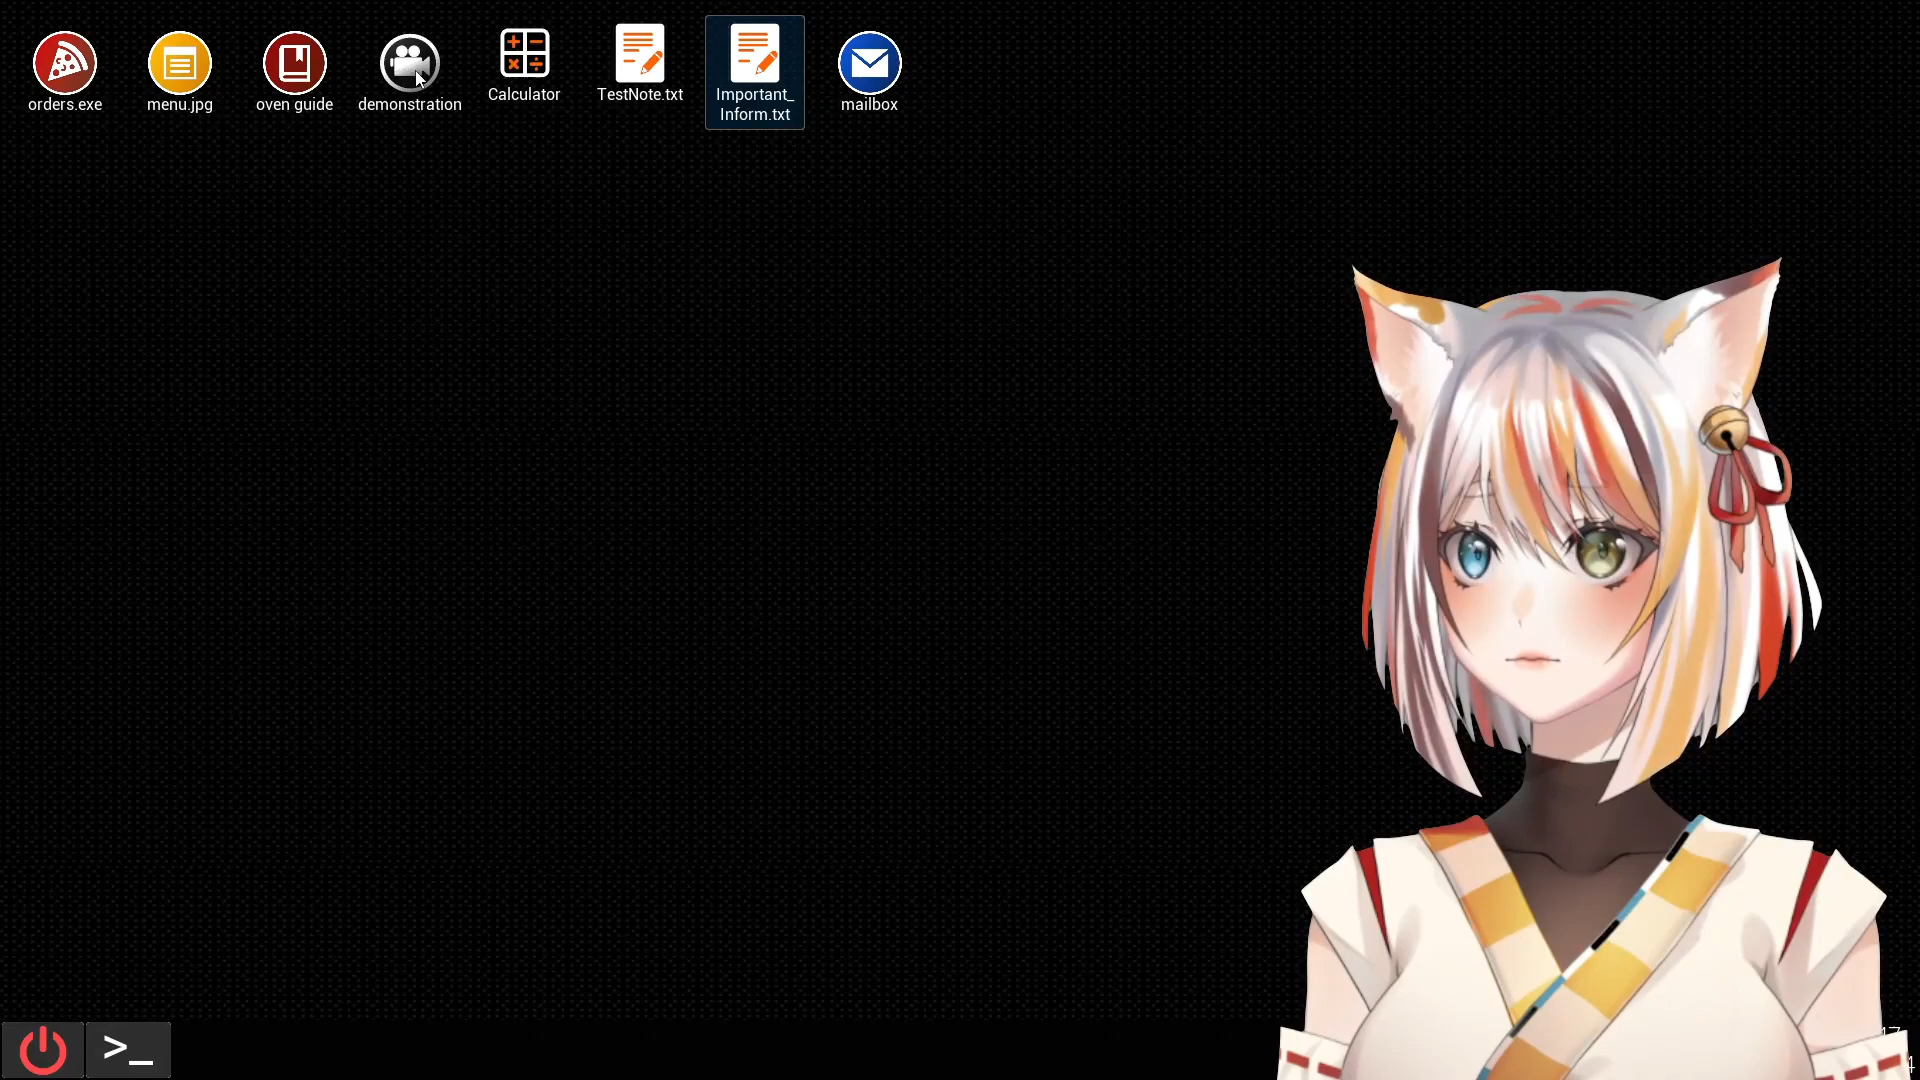 orders.exe
menu.jpg
oven guide
demonstration
Calculator
TestNote.txt
Important_
Inform.txt
mailbox
>_